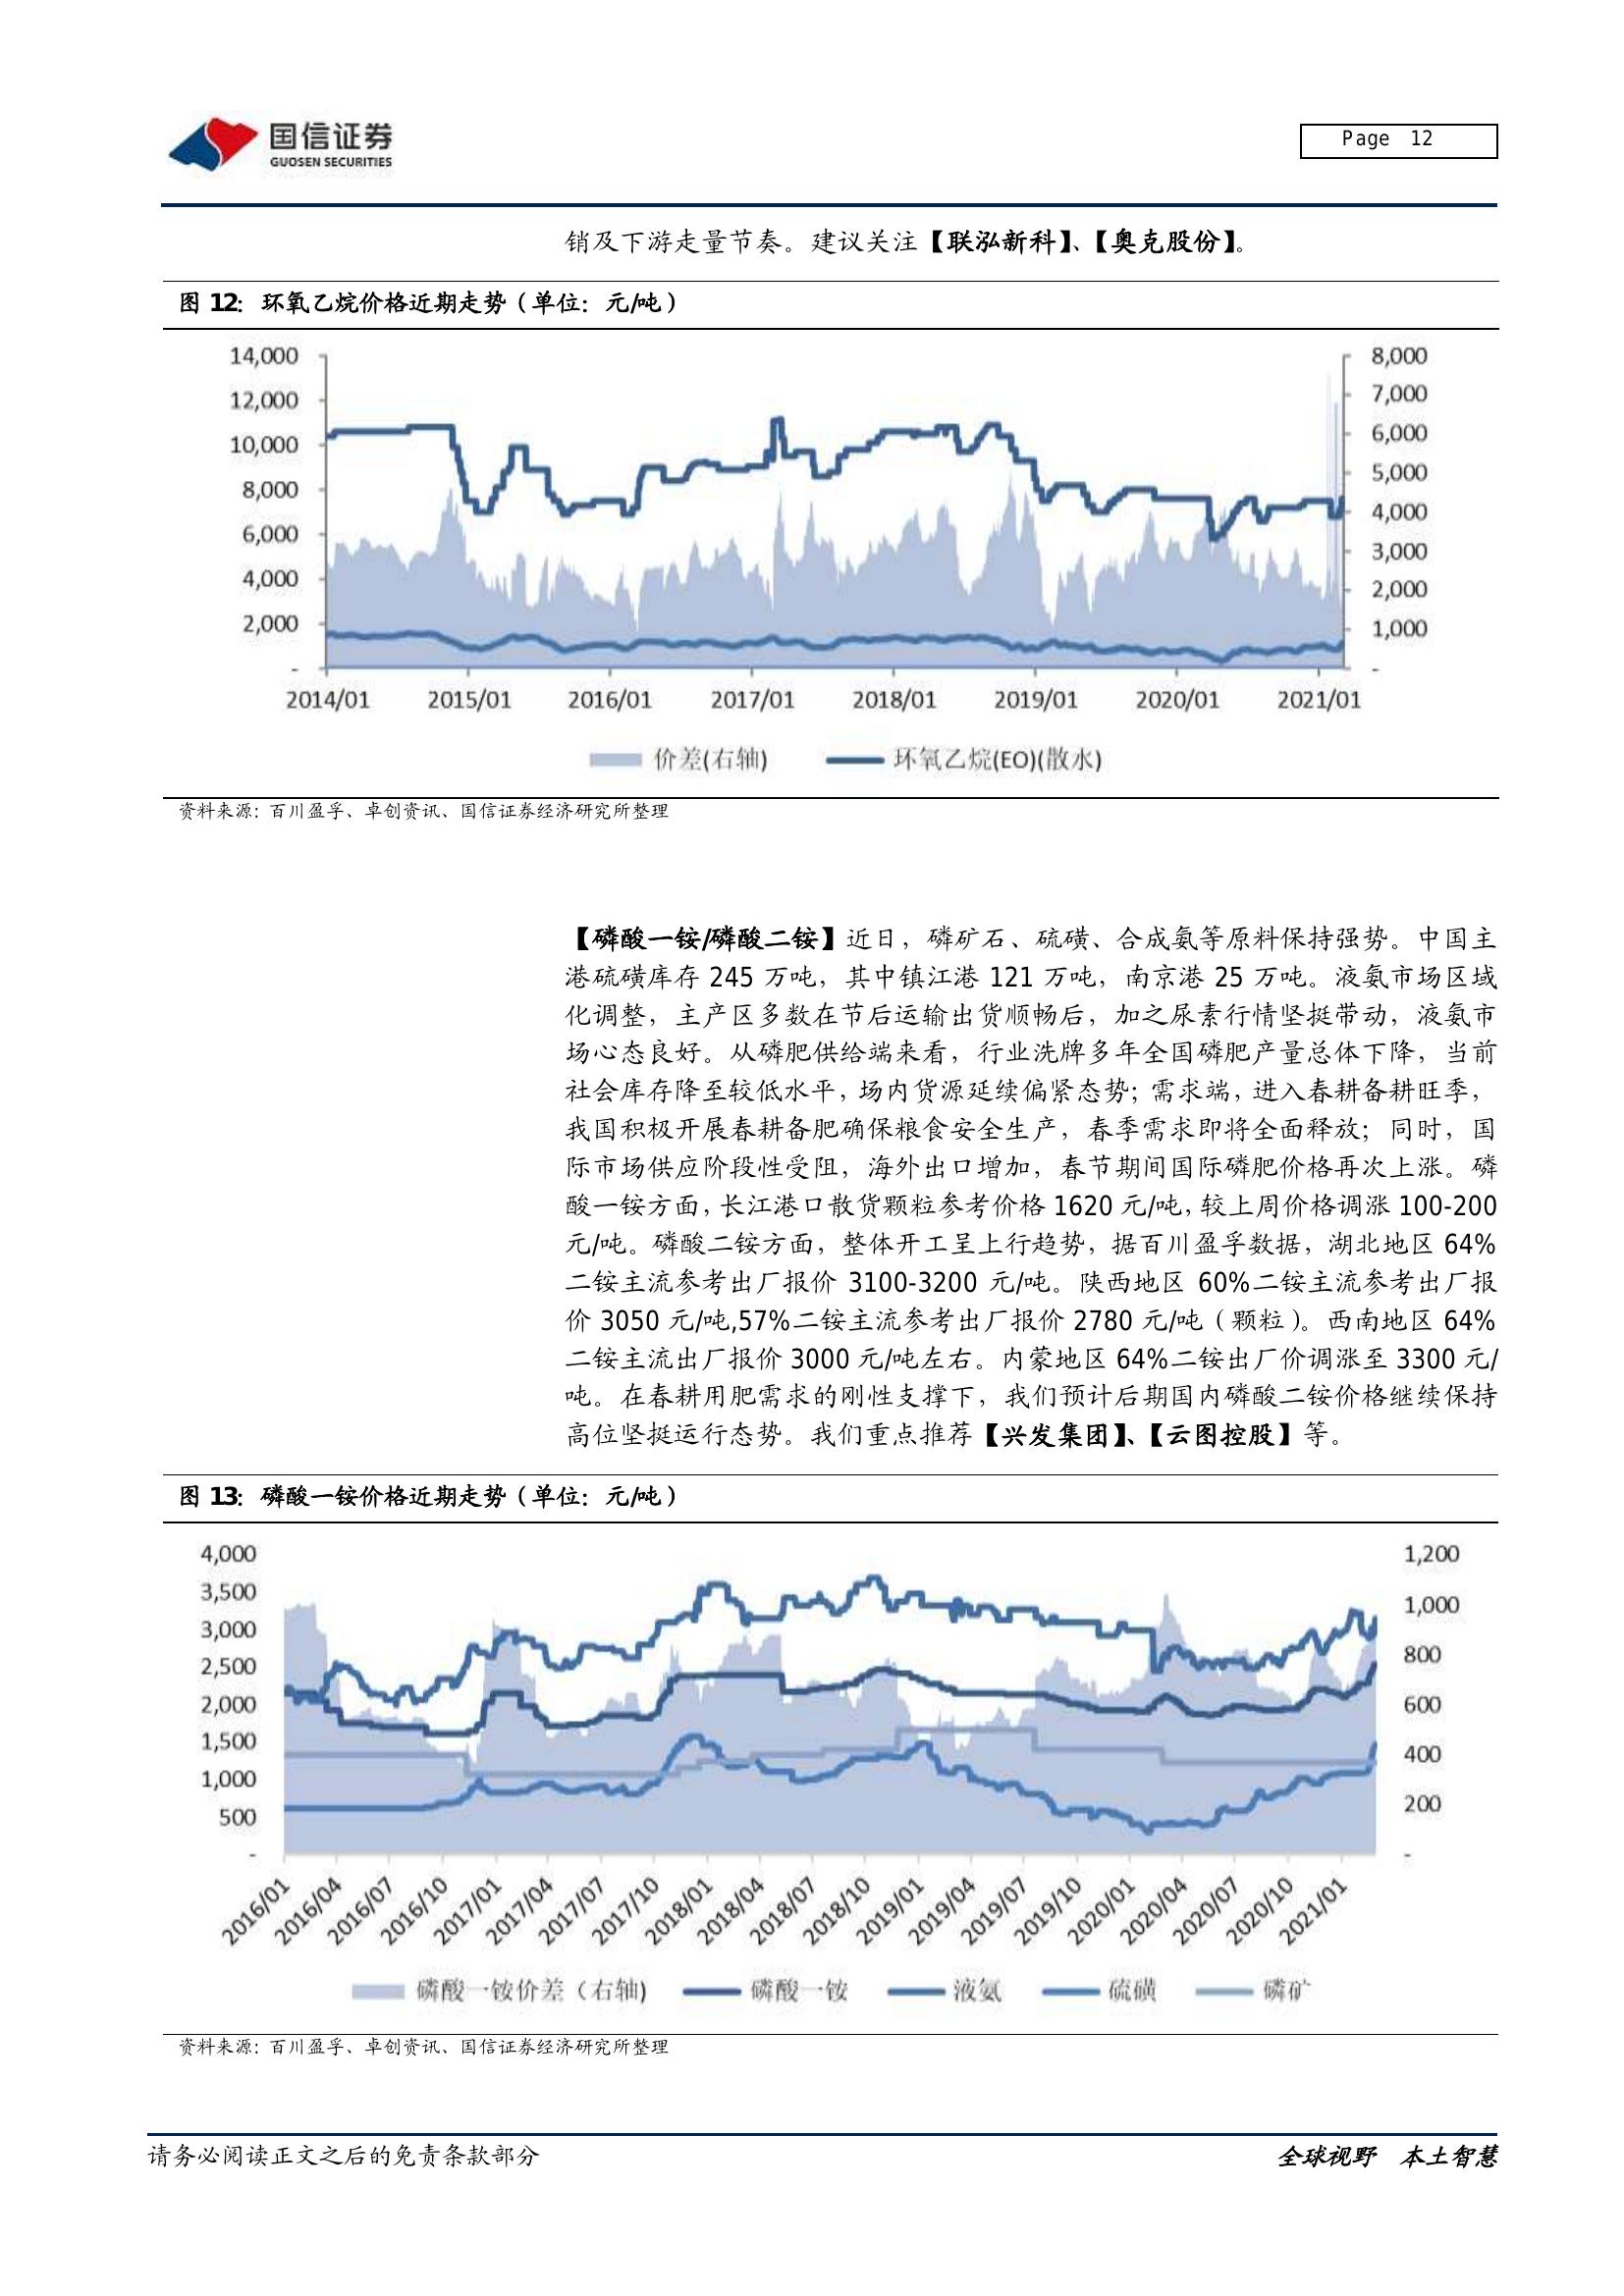 国信证券
GUOSEN SECURITIES
Page 12
销及下游走量节奏。建议关注【联泓新科】、【奥克股份】。
图 12：环氧乙烷价格近期走势（单位：元/吨）
14,000
12,000
10,000
8,000
6,000
4,000
2,000
-
8,000
7,000
6,000
5,000
4,000
3,000
2,000
1,000
-
2014/01 2015/01 2016/01 2017/01 2018/01 2019/01 2020/01 2021/01
价差(右轴) 环氧乙烷(EO)(散水)
资料来源：百川盈孚、卓创资讯、国信证券经济研究所整理
【磷酸一铵/磷酸二铵】近日，磷矿石、硫磺、合成氨等原料保持强势。中国主
港硫磺库存 245 万吨，其中镇江港 121 万吨，南京港 25 万吨。液氨市场区域
化调整，主产区多数在节后运输出货顺畅后，加之尿素行情坚挺带动，液氨市
场心态良好。从磷肥供给端来看，行业洗牌多年全国磷肥产量总体下降，当前
社会库存降至较低水平，场内货源延续偏紧态势；需求端，进入春耕备耕旺季，
我国积极开展春耕备肥确保粮食安全生产，春季需求即将全面释放；同时，国
际市场供应阶段性受阻，海外出口增加，春节期间国际磷肥价格再次上涨。磷
酸一铵方面，长江港口散货颗粒参考价格 1620 元/吨，较上周价格调涨 100-200
元/吨。磷酸二铵方面，整体开工呈上行趋势，据百川盈孚数据，湖北地区 64%
二铵主流参考出厂报价 3100-3200 元/吨。陕西地区 60%二铵主流参考出厂报
价 3050 元/吨,57%二铵主流参考出厂报价 2780 元/吨（颗粒）。西南地区 64%
二铵主流出厂报价 3000 元/吨左右。内蒙地区 64%二铵出厂价调涨至 3300 元/
吨。在春耕用肥需求的刚性支撑下，我们预计后期国内磷酸二铵价格继续保持
高位坚挺运行态势。我们重点推荐【兴发集团】、【云图控股】等。
图 13：磷酸一铵价格近期走势（单位：元/吨）
4,000
3,500
3,000
2,500
2,000
1,500
1,000
500
-
1,200
1,000
800
600
400
200
-
2016/01 2016/04 2016/07 2016/10 2017/01 2017/04 2017/07 2017/10 2018/01 2018/04 2018/07 2018/10 2019/01 2019/04 2019/07 2019/10 2020/01 2020/04 2020/07 2020/10 2021/01
磷酸一铵价差（右轴) 磷酸一铵 液氨 硫磺 磷矿
资料来源：百川盈孚、卓创资讯、国信证券经济研究所整理
请务必阅读正文之后的免责条款部分
全球视野 本土智慧